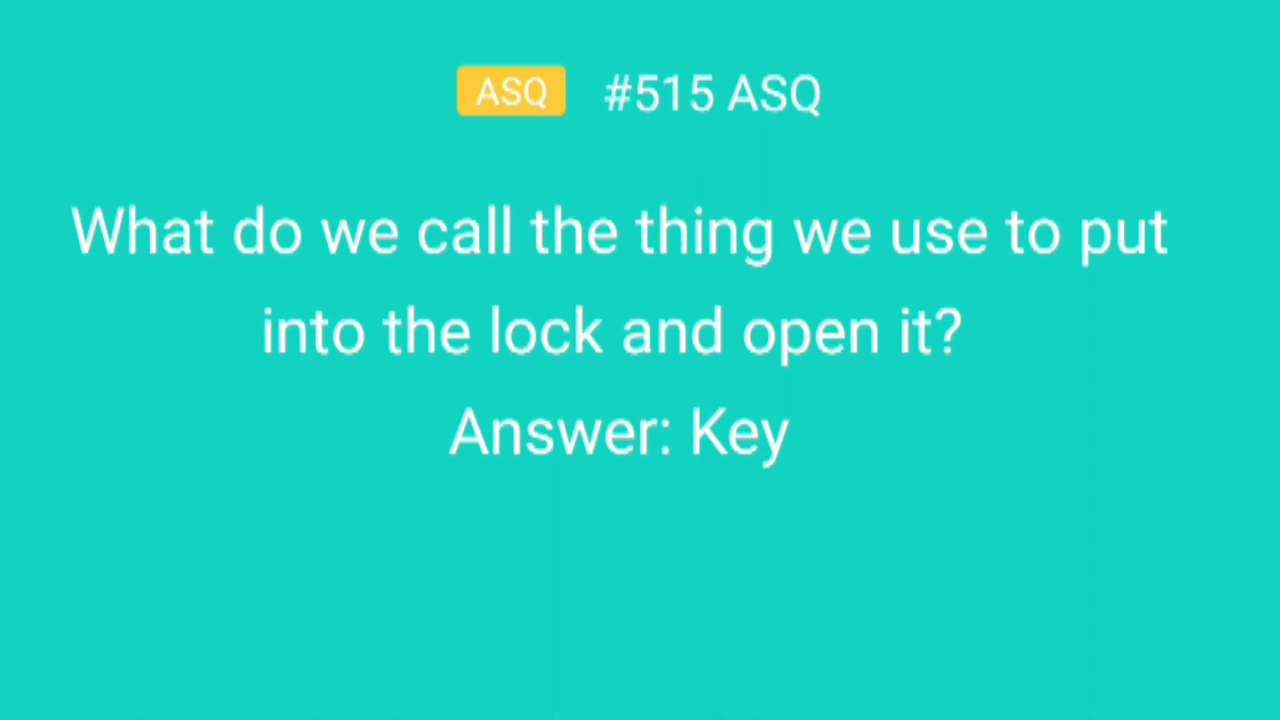 ASQ #515 ASQ
What do we call the thing we use to put
into the lock and open it?
Answer: Key